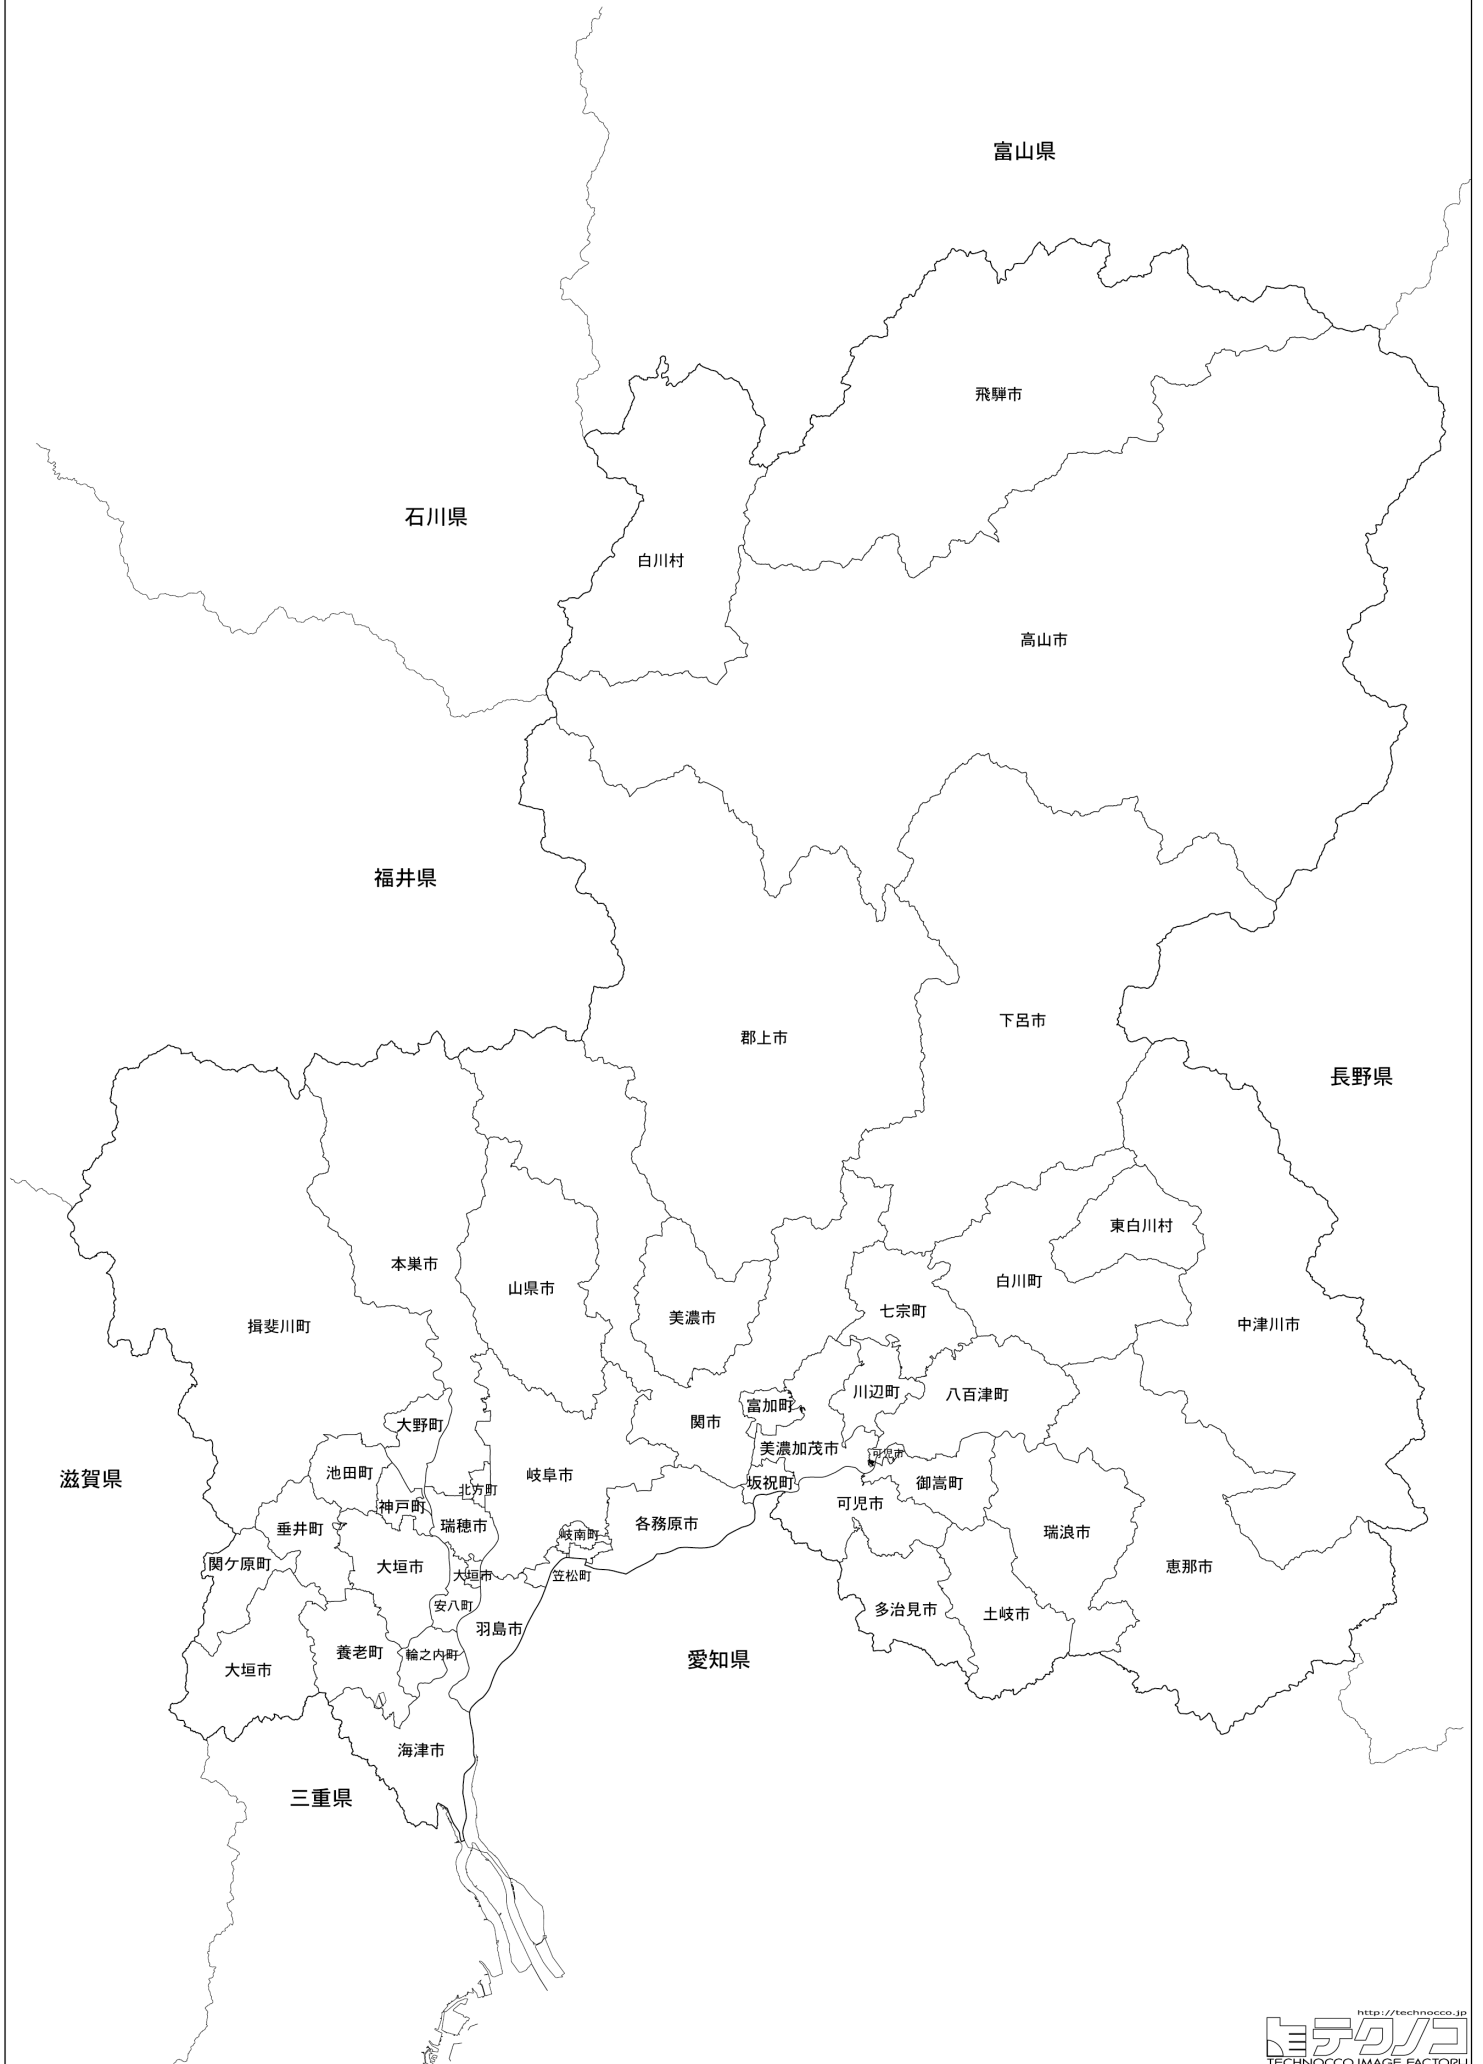 富山県
飛騨市
石川県
白川村
高山市
福井県
下呂市
郡上市
長野県
東白川村
本巣市
白川町
山県市
七宗町
美濃市
中津川市
揖斐川町
川辺町
八百津町
富加町
関市
大野町
美濃加茂市
可児市
池田町
岐阜市
滋賀県
坂祝町
御嵩町
北方町
神戸町
可児市
瑞穂市
各務原市
垂井町
岐南町
瑞浪市
関ケ原町
大垣市
恵那市
大垣市
笠松町
安八町
多治見市
土岐市
羽島市
養老町
輪之内町
愛知県
大垣市
海津市
三重県
http://technocco.jp
テクノコ
TECHNOCCO IMAGE FACTORY